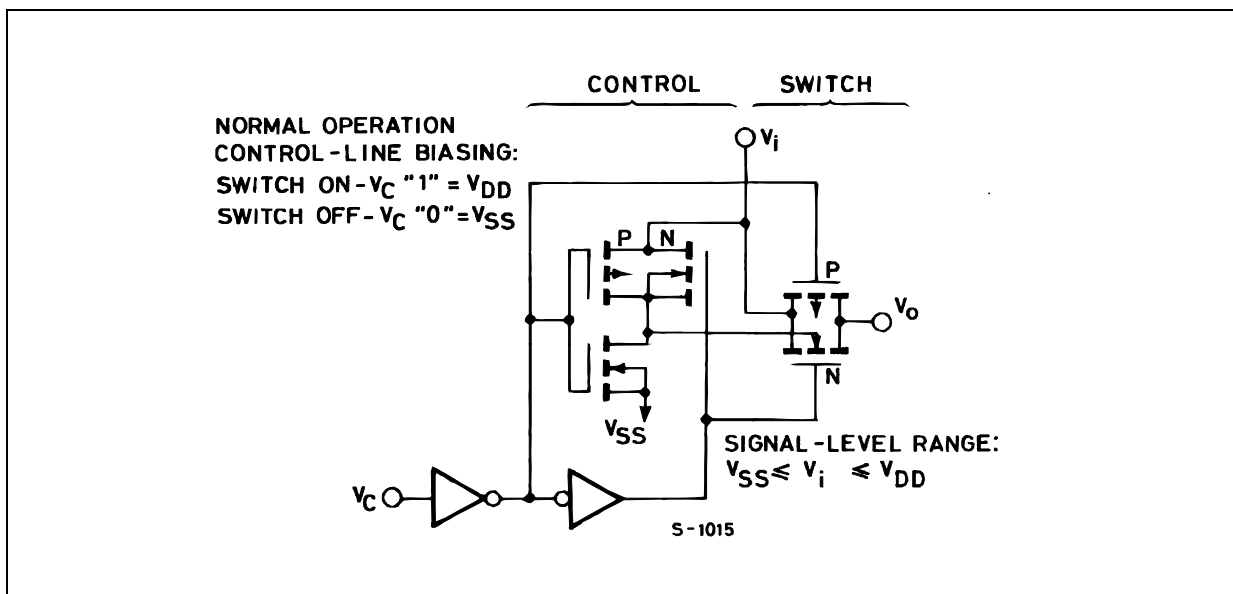 CONTROL
SWITCH
NORMAL OPERATION
CONTROL-LINE BIASING:
SWITCH ON-VC "1" = VDD
SWITCH OFF-VC "0"=VSS
Vi
P
N
P
Vo
N
VSS
SIGNAL-LEVEL RANGE:
VSS≤ Vi ≤ VDD
VC
S-1015